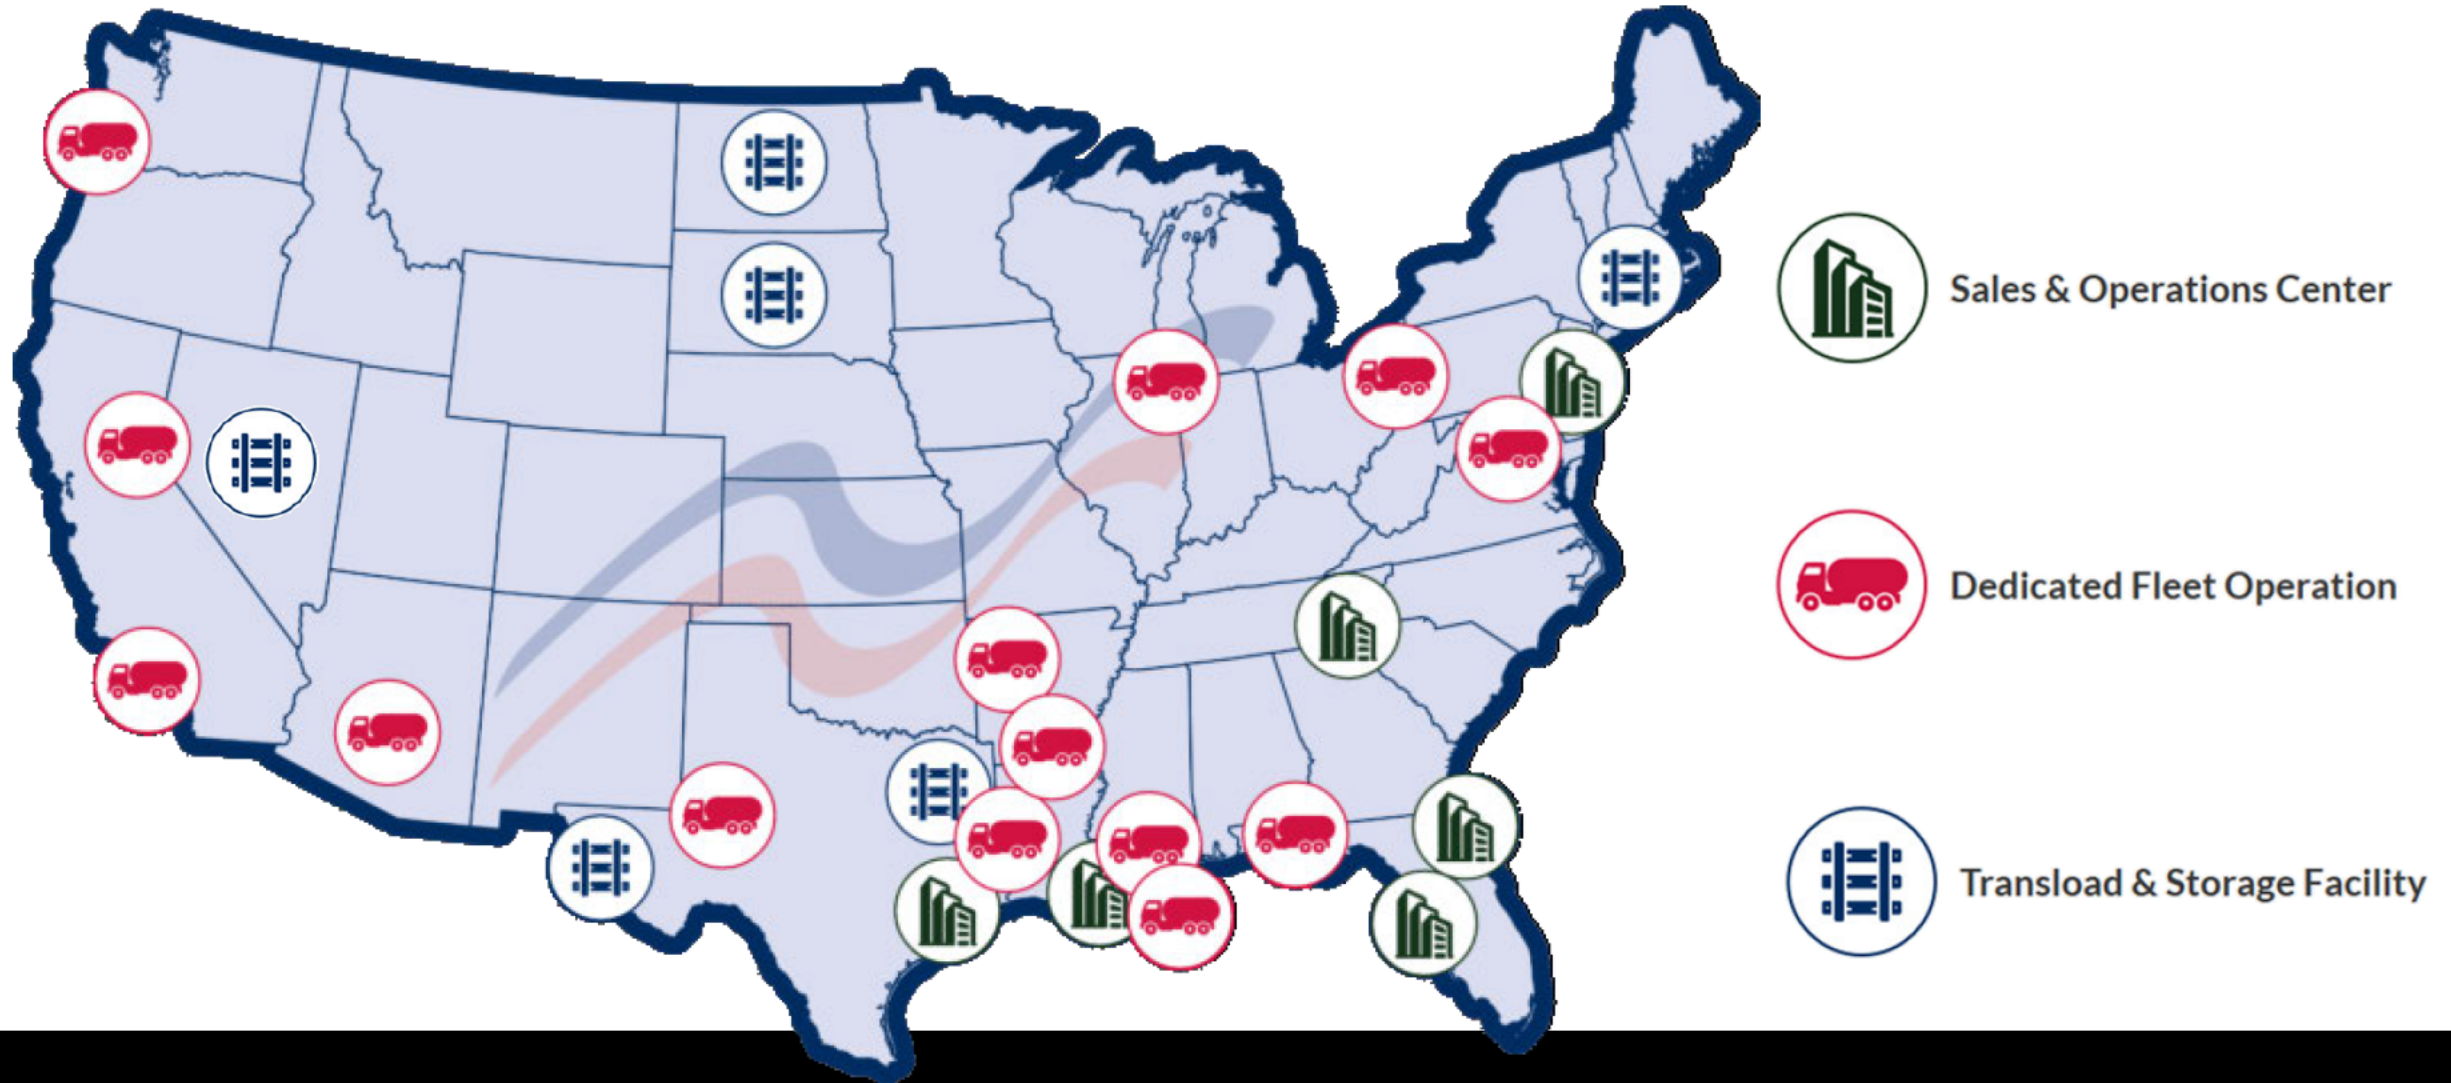 Sales & Operations Center
Dedicated Fleet Operation
Transload & Storage Facility